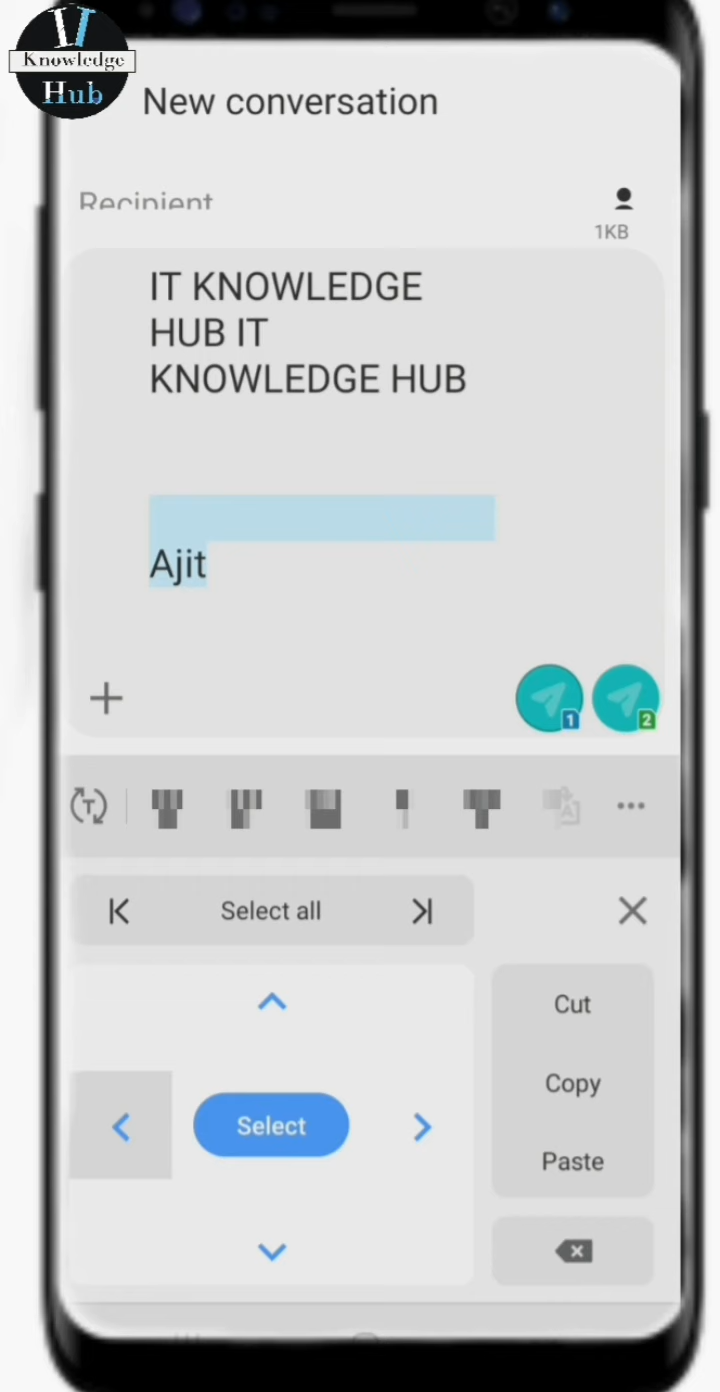 IT
Knowledge
Hub
New conversation
Recipient
1KB
IT KNOWLEDGE
HUB IT
KNOWLEDGE HUB
Ajit
1 2
T A
Select all
Cut
Copy
Select
Paste